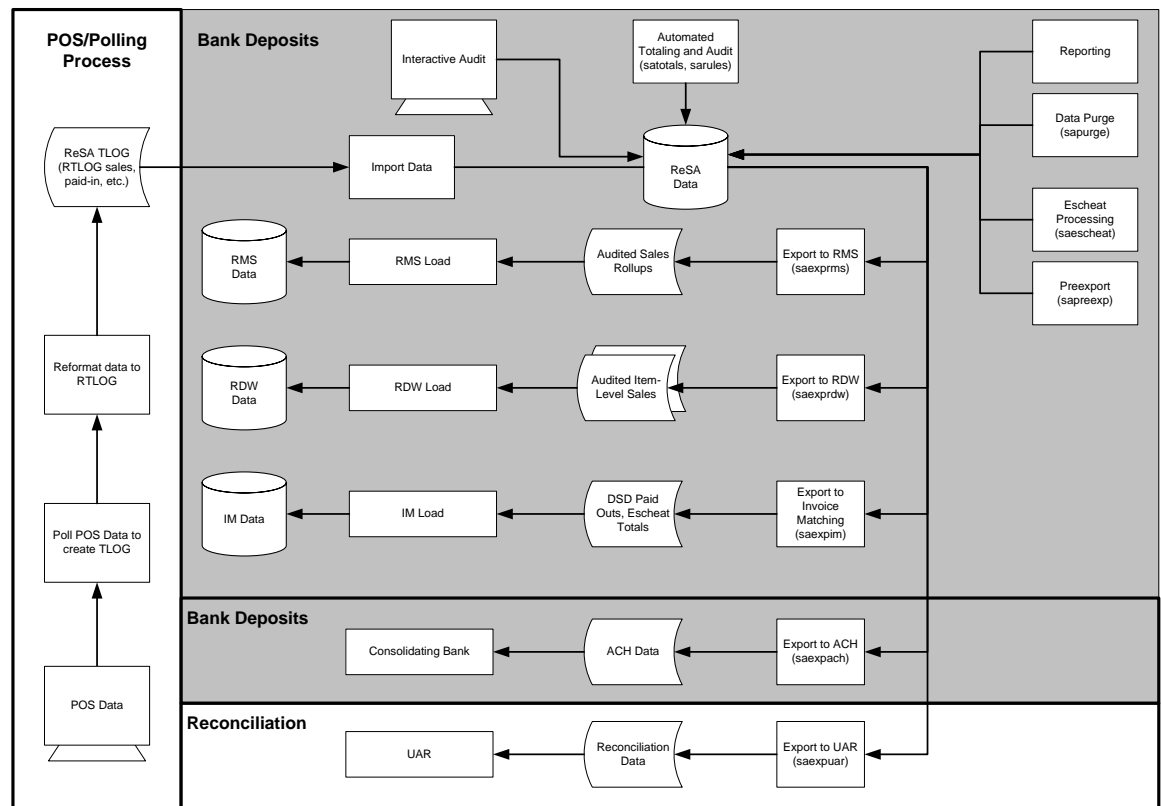 POS/Polling
Process
Bank Deposits
Interactive Audit
Automated
Totaling and Audit
(satotals, sarules)
Reporting
Data Purge
(sapurge)
ReSA TLOG
(RTLOG sales,
paid-in, etc.)
Import Data
ReSA
Data
Escheat
Processing
(saescheat)
RMS
Data
RMS Load
Audited Sales
Rollups
Export to RMS
(saexprms)
Preexport
(sapreexp)
Reformat data to
RTLOG
RDW
Data
RDW Load
Audited Item-
Level Sales
Export to RDW
(saexprdw)
Poll POS Data to
create TLOG
IM Data
IM Load
DSD Paid
Outs, Escheat
Totals
Export to
Invoice
Matching
(saexpim)
Bank Deposits
Consolidating Bank
ACH Data
Export to ACH
(saexpach)
POS Data
Reconciliation
UAR
Reconciliation
Data
Export to UAR
(saexpuar)